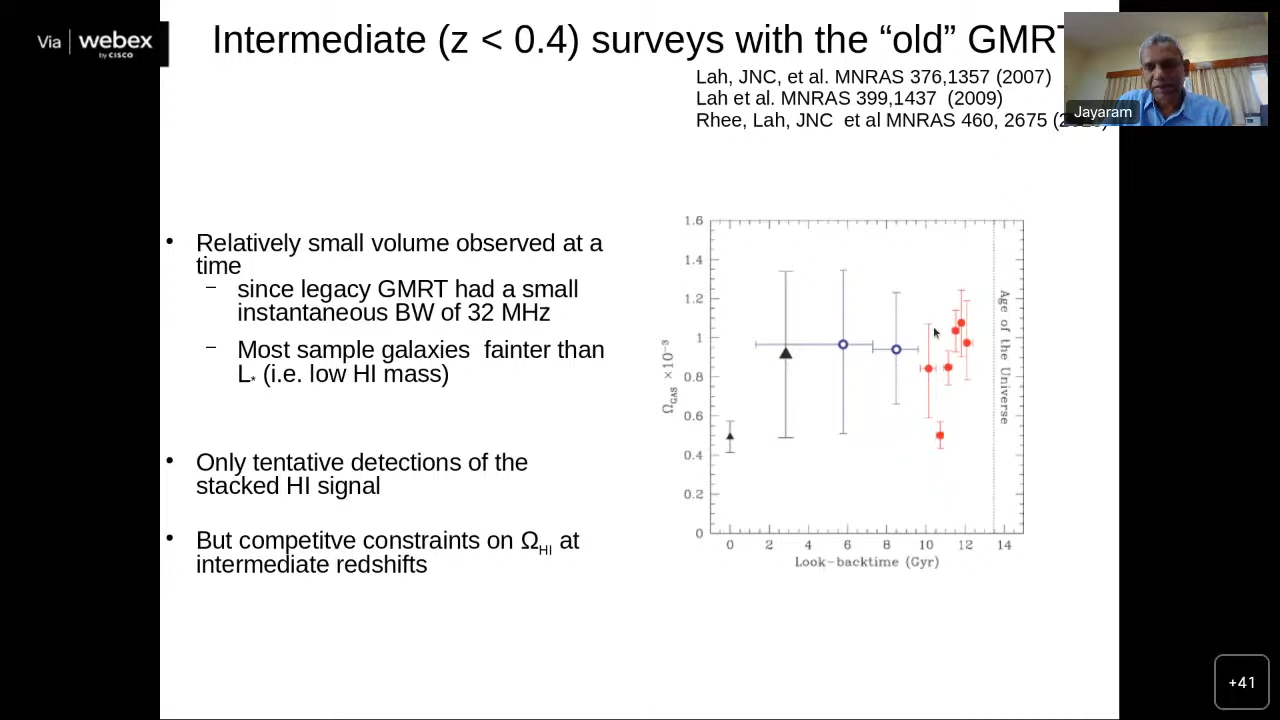 Via webex
by CISCO
Intermediate (z < 0.4) surveys with the “old” GMRT
Lah, JNC, et al. MNRAS 376,1357 (2007)
Lah et al. MNRAS 399,1437 (2009)
Rhee, Lah, JNC et al MNRAS 460, 2675
Jayaram
• Relatively small volume observed at a
time
– since legacy GMRT had a small
instantaneous BW of 32 MHz
– Most sample galaxies fainter than
L* (i.e. low HI mass)
• Only tentative detections of the
stacked HI signal
• But competitve constraints on ΩHI at
intermediate redshifts
1.6
1.4
1.2
1
0.8
0.6
0.4
0.2
0
ΩGAS ×10⁻³
Age of the Universe
0 2 4 6 8 10 12 14
Look-backtime (Gyr)
+41